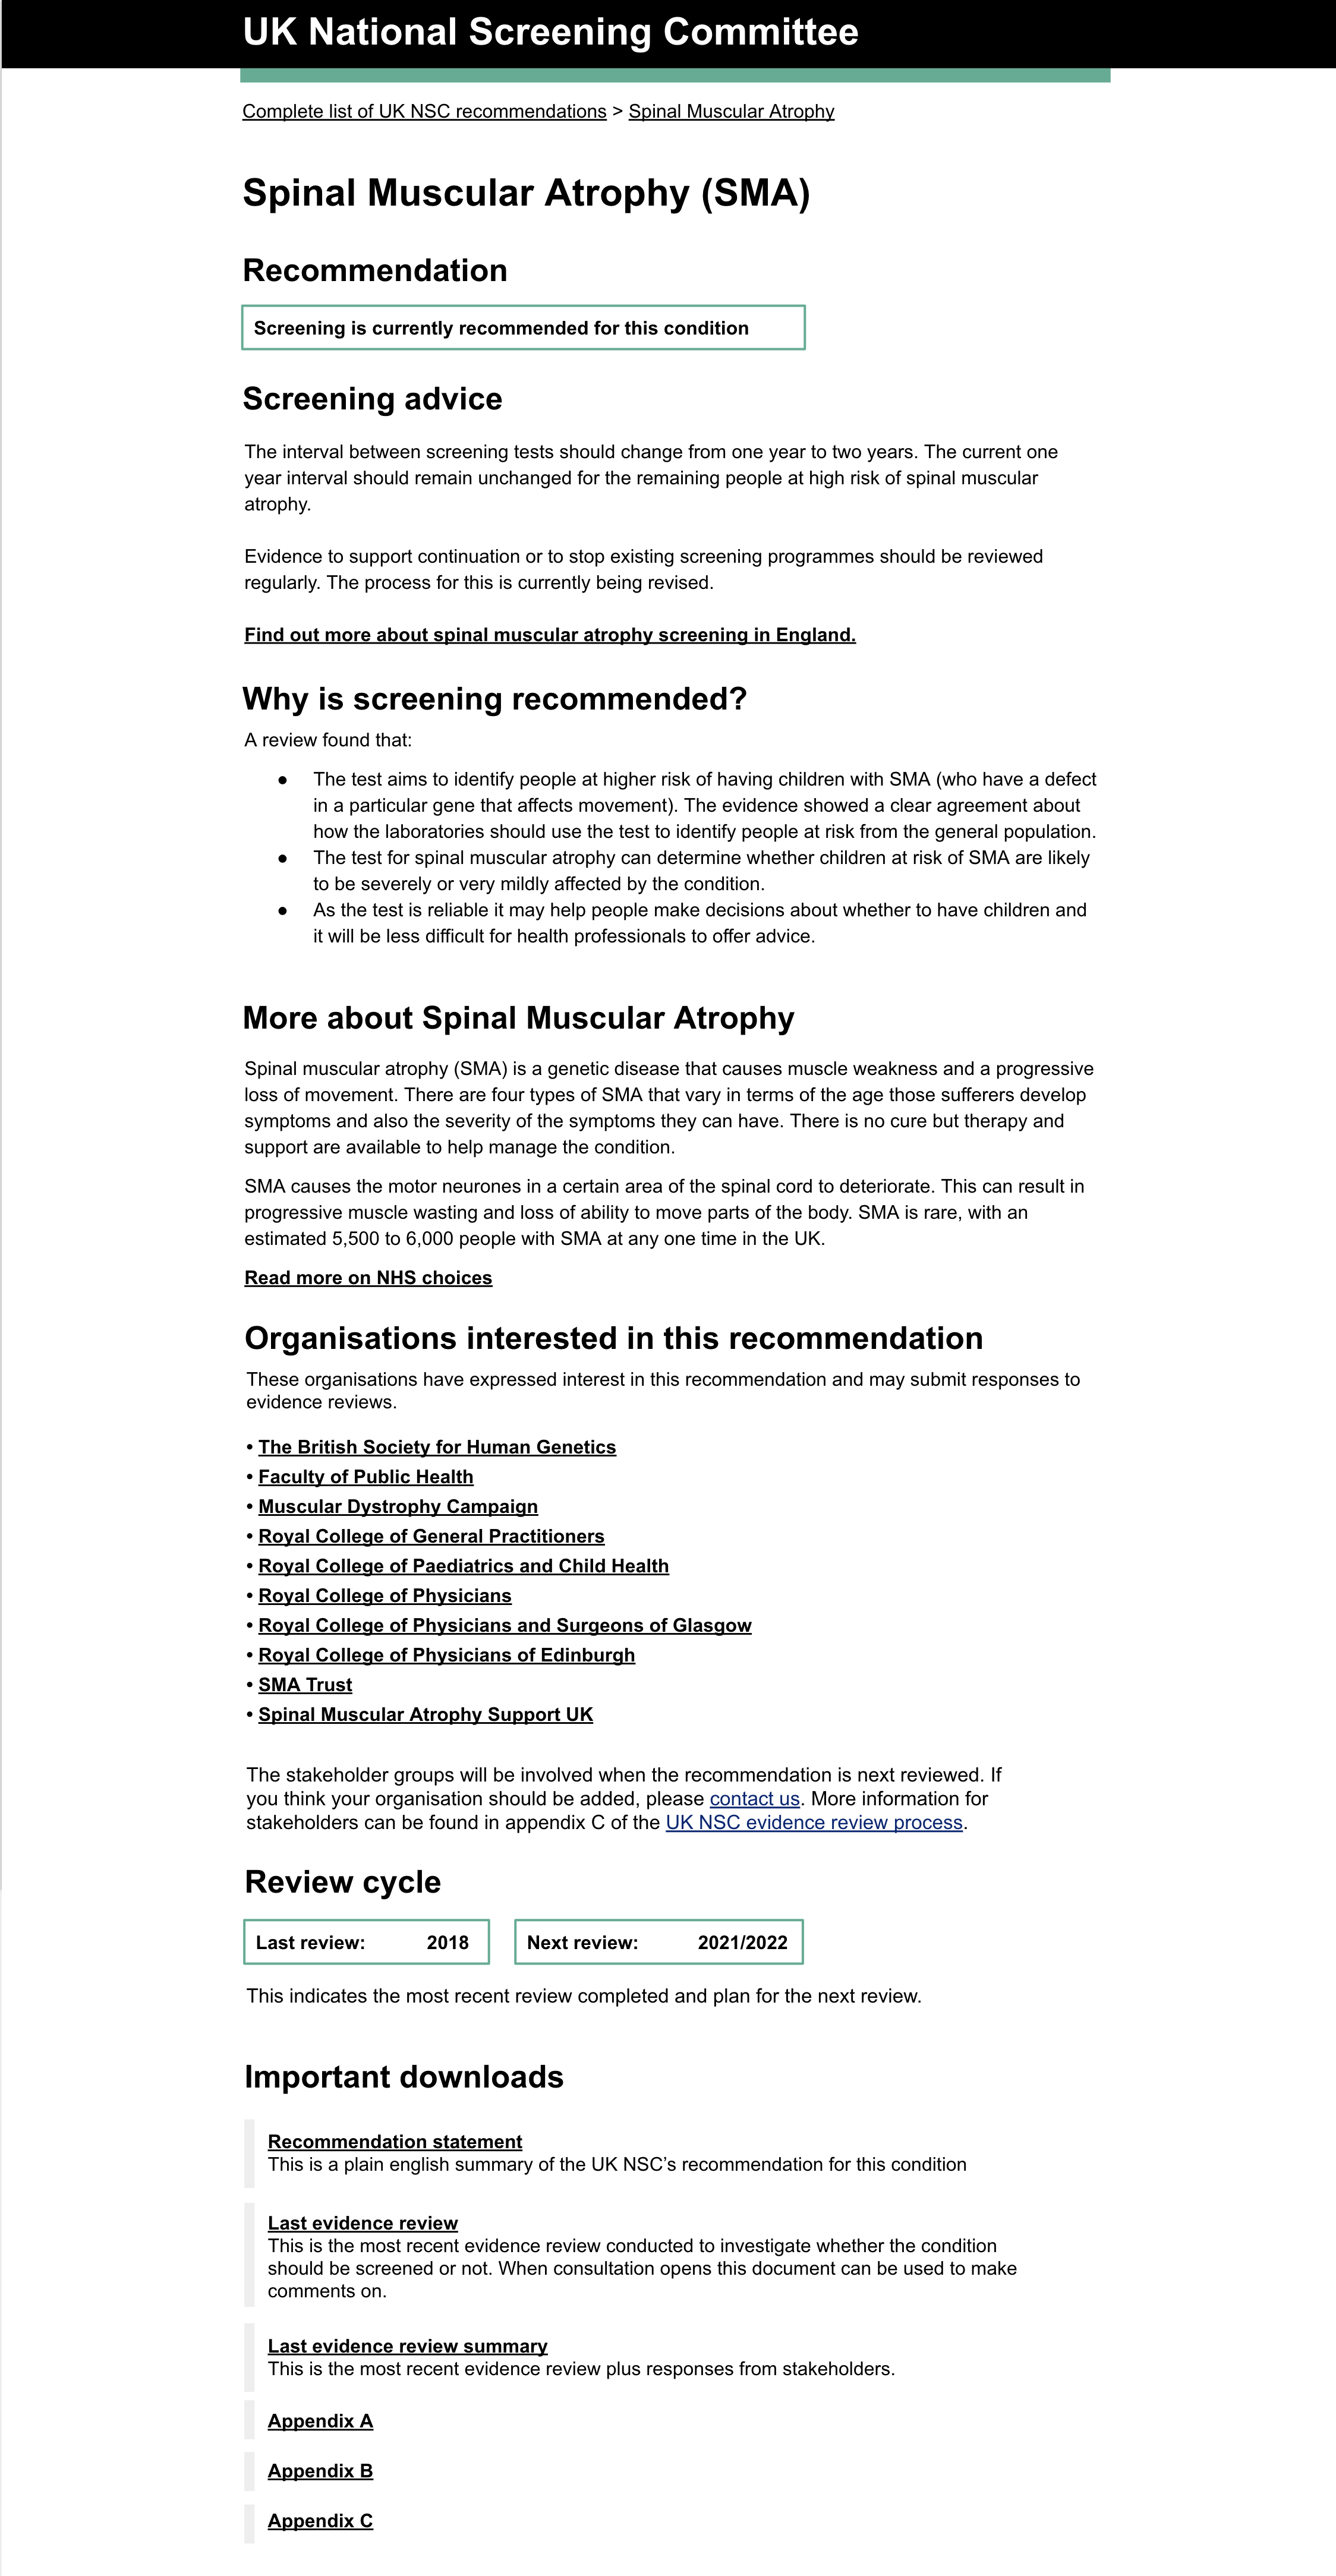 UK National Screening Committee
Complete list of UK NSC recommendations > Spinal Muscular Atrophy
Spinal Muscular Atrophy (SMA)
Recommendation
Screening is currently recommended for this condition
Screening advice
The interval between screening tests should change from one year to two years. The current one
year interval should remain unchanged for the remaining people at high risk of spinal muscular
atrophy.
Evidence to support continuation or to stop existing screening programmes should be reviewed
regularly. The process for this is currently being revised.
Find out more about spinal muscular atrophy screening in England.
Why is screening recommended?
A review found that:
● The test aims to identify people at higher risk of having children with SMA (who have a defect
in a particular gene that affects movement). The evidence showed a clear agreement about
how the laboratories should use the test to identify people at risk from the general population.
● The test for spinal muscular atrophy can determine whether children at risk of SMA are likely
to be severely or very mildly affected by the condition.
● As the test is reliable it may help people make decisions about whether to have children and
it will be less difficult for health professionals to offer advice.
More about Spinal Muscular Atrophy
Spinal muscular atrophy (SMA) is a genetic disease that causes muscle weakness and a progressive
loss of movement. There are four types of SMA that vary in terms of the age those sufferers develop
symptoms and also the severity of the symptoms they can have. There is no cure but therapy and
support are available to help manage the condition.
SMA causes the motor neurones in a certain area of the spinal cord to deteriorate. This can result in
progressive muscle wasting and loss of ability to move parts of the body. SMA is rare, with an
estimated 5,500 to 6,000 people with SMA at any one time in the UK.
Read more on NHS choices
Organisations interested in this recommendation
These organisations have expressed interest in this recommendation and may submit responses to
evidence reviews.
• The British Society for Human Genetics
• Faculty of Public Health
• Muscular Dystrophy Campaign
• Royal College of General Practitioners
• Royal College of Paediatrics and Child Health
• Royal College of Physicians
• Royal College of Physicians and Surgeons of Glasgow
• Royal College of Physicians of Edinburgh
• SMA Trust
• Spinal Muscular Atrophy Support UK
The stakeholder groups will be involved when the recommendation is next reviewed. If
you think your organisation should be added, please contact us. More information for
stakeholders can be found in appendix C of the UK NSC evidence review process.
Review cycle
Last review: 2018 Next review: 2021/2022
This indicates the most recent review completed and plan for the next review.
Important downloads
Recommendation statement
This is a plain english summary of the UK NSC’s recommendation for this condition
Last evidence review
This is the most recent evidence review conducted to investigate whether the condition
should be screened or not. When consultation opens this document can be used to make
comments on.
Last evidence review summary
This is the most recent evidence review plus responses from stakeholders.
Appendix A
Appendix B
Appendix C